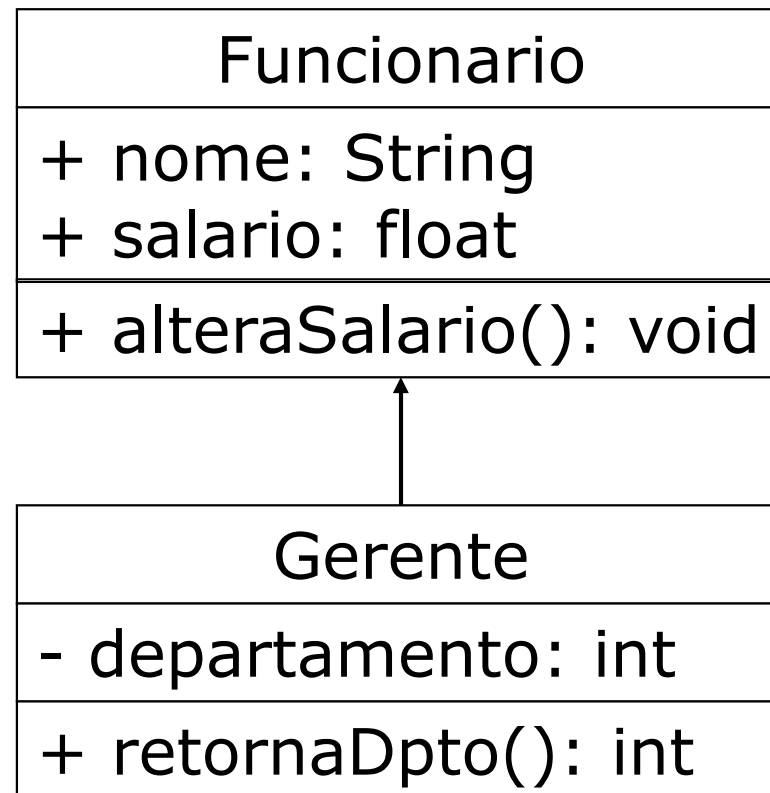 Funcionario
+ nome: String
+ salario: float
+ alteraSalario(): void
Gerente
- departamento: int
+ retornaDpto(): int